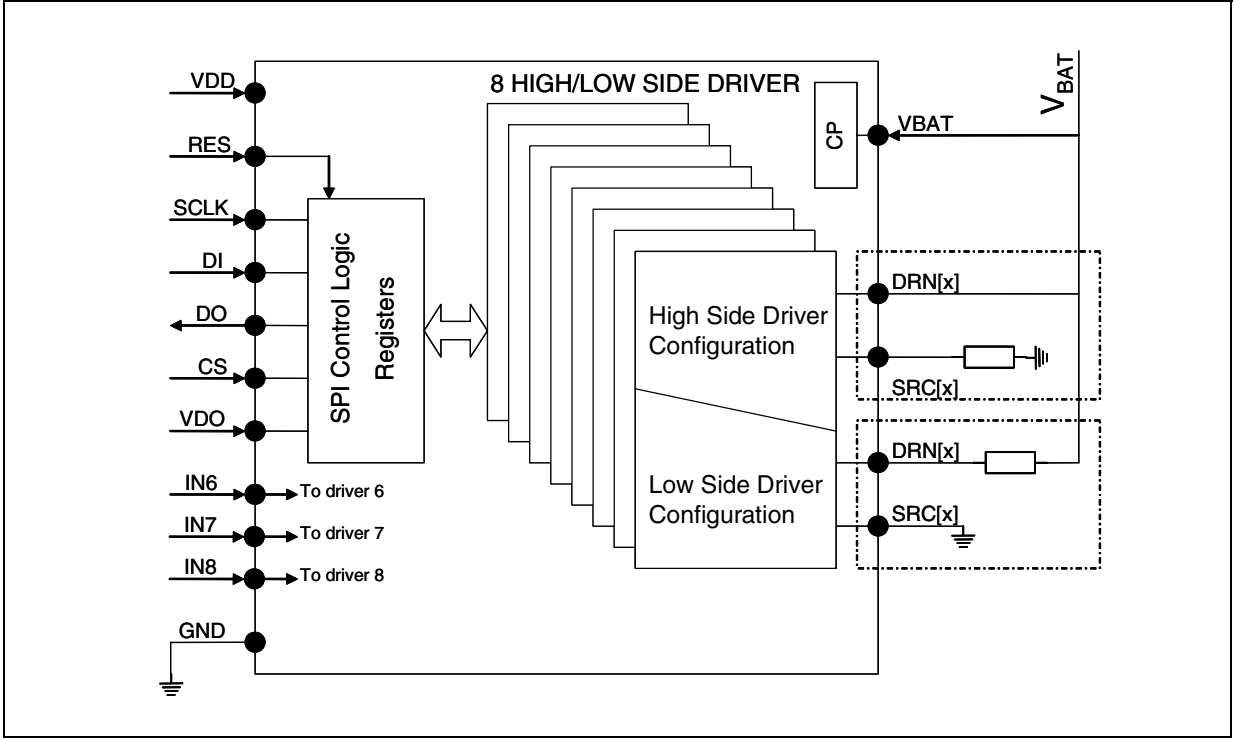 8 HIGH/LOW SIDE DRIVER
VDD
RES
SCLK
DI
DO
CS
VDO
IN6
To driver 6
IN7
To driver 7
IN8
To driver 8
GND
SPI Control Logic
Registers
High Side Driver
Configuration
Low Side Driver
Configuration
CP
VBAT
VBAT
DRN[x]
SRC[x]
DRN[x]
SRC[x]